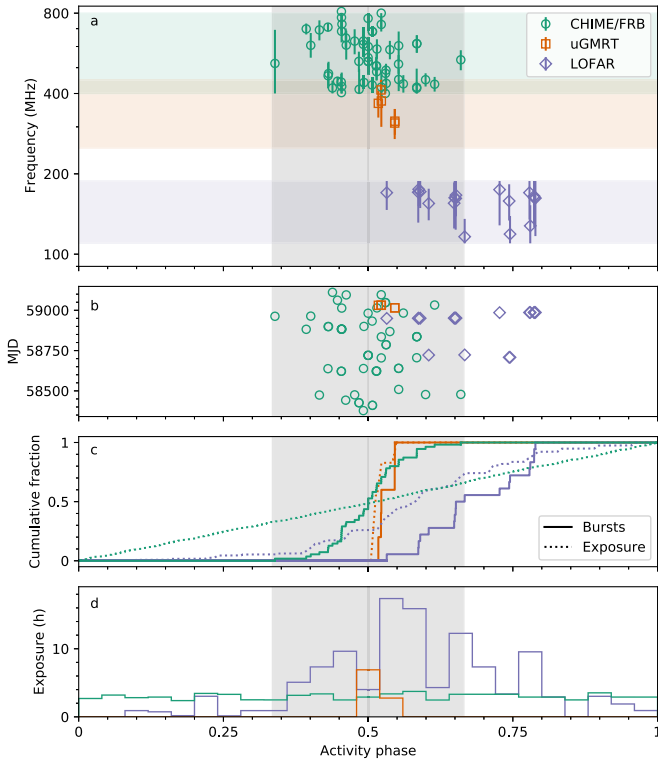 a
CHIME/FRB
uGMRT
LOFAR
800
400
200
100
Frequency (MHz)
b
59000
58750
58500
MJD
c
1
0.5
0
Cumulative fraction
Bursts
Exposure
d
10
0
Exposure (h)
0 0.25 0.5 0.75 1
Activity phase